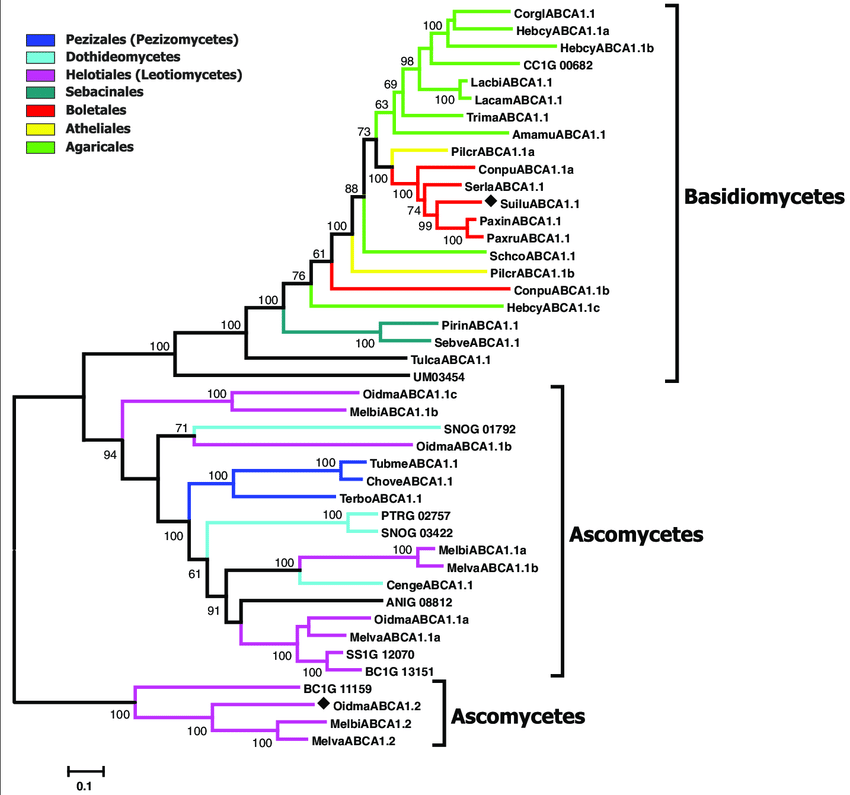 Pezizales (Pezizomycetes)
Dothideomycetes
Helotiales (Leotiomycetes)
Sebacinales
Boletales
Atheliales
Agaricales
CorglABCA1.1
100
HebcyABCA1.1a
HebcyABCA1.1b
98
CC1G 00682
69
LacbiABCA1.1
100
LacamABCA1.1
63
TrimaABCA1.1
73
AmamuABCA1.1
PilcrABCA1.1a
100
ConpuABCA1.1a
88
100
SerlaABCA1.1
Basidiomycetes
74
SuiluABCA1.1
99
PaxinABCA1.1
100
100
PaxruABCA1.1
61
SchcoABCA1.1
76
PilcrABCA1.1b
ConpuABCA1.1b
100
HebcyABCA1.1c
100
PirinABCA1.1
100
SebveABCA1.1
100
TulcaABCA1.1
UM03454
100
OidmaABCA1.1c
MelbiABCA1.1b
71
SNOG 01792
94
OidmaABCA1.1b
100
TubmeABCA1.1
100
ChoveABCA1.1
TerboABCA1.1
100
PTRG 02757
100
SNOG 03422
Ascomycetes
100
MelbiABCA1.1a
61
100
MelvaABCA1.1b
CengeABCA1.1
91
ANIG 08812
OidmaABCA1.1a
MelvaABCA1.1a
100
SS1G 12070
100
BC1G 13151
BC1G 11159
100
OidmaABCA1.2
Ascomycetes
100
MelbiABCA1.2
100
MelvaABCA1.2
0.1